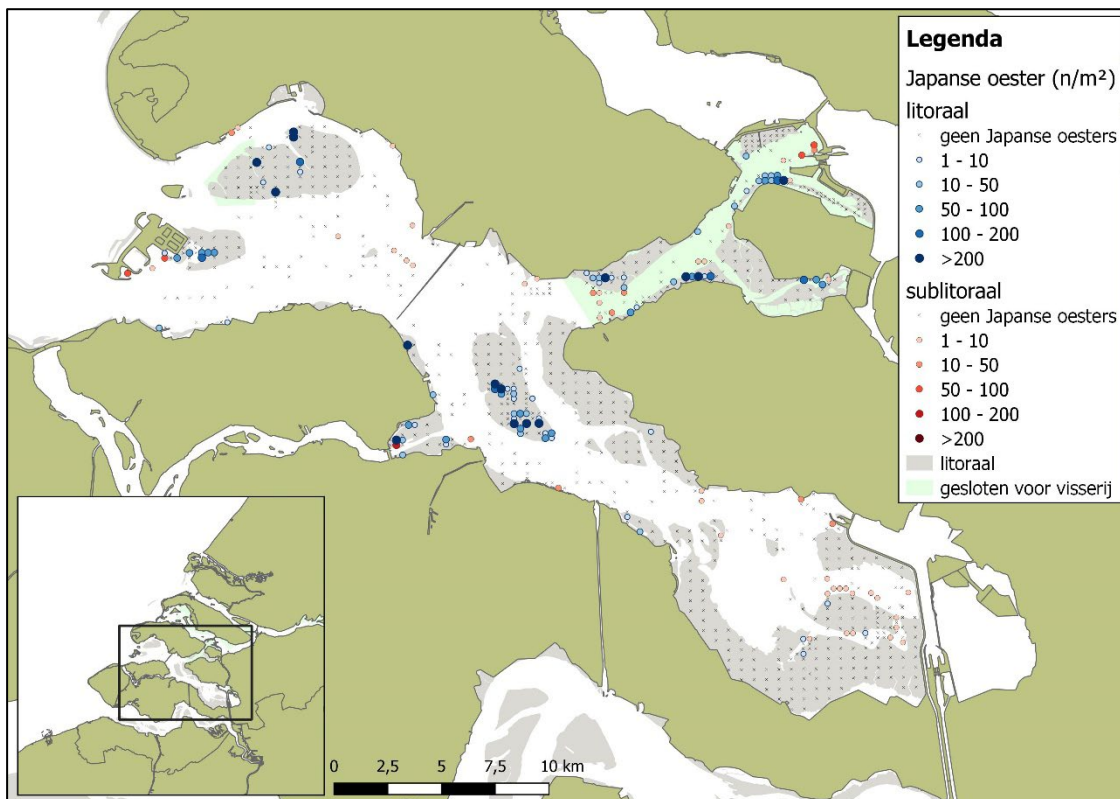 Legenda
Japanse oester (n/m²)
litoraal
geen Japanse oesters
1 - 10
10 - 50
50 - 100
100 - 200
>200
sublitoraal
geen Japanse oesters
1 - 10
10 - 50
50 - 100
100 - 200
>200
litoraal
gesloten voor visserij
0 2,5 5 7,5 10 km